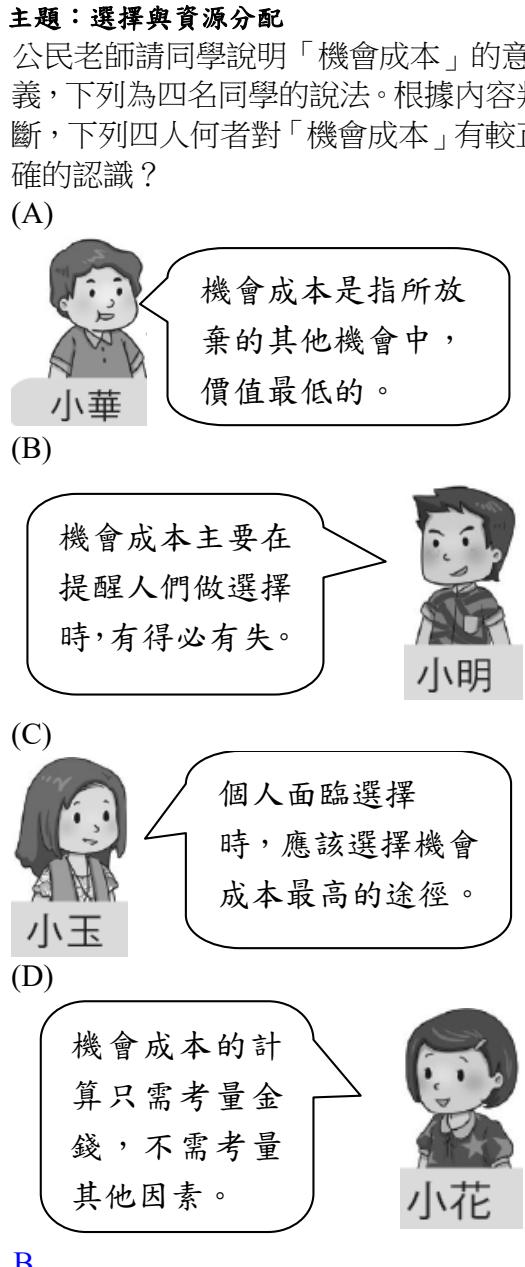 主題：選擇與資源分配
公民老師請同學說明「機會成本」的意
義，下列為四名同學的說法。根據內容
斷，下列四人何者對「機會成本」有較
確的認識？
(A)
機會成本是指所放
棄的其他機會中，
價值最低的。
小華
(B)
機會成本主要在
提醒人們做選擇
時，有得必有失。
小明
(C)
個人面臨選擇
時，應該選擇機會
成本最高的途徑。
小玉
(D)
機會成本的計
算只需考量金
錢，不需考量
其他因素。
小花
B